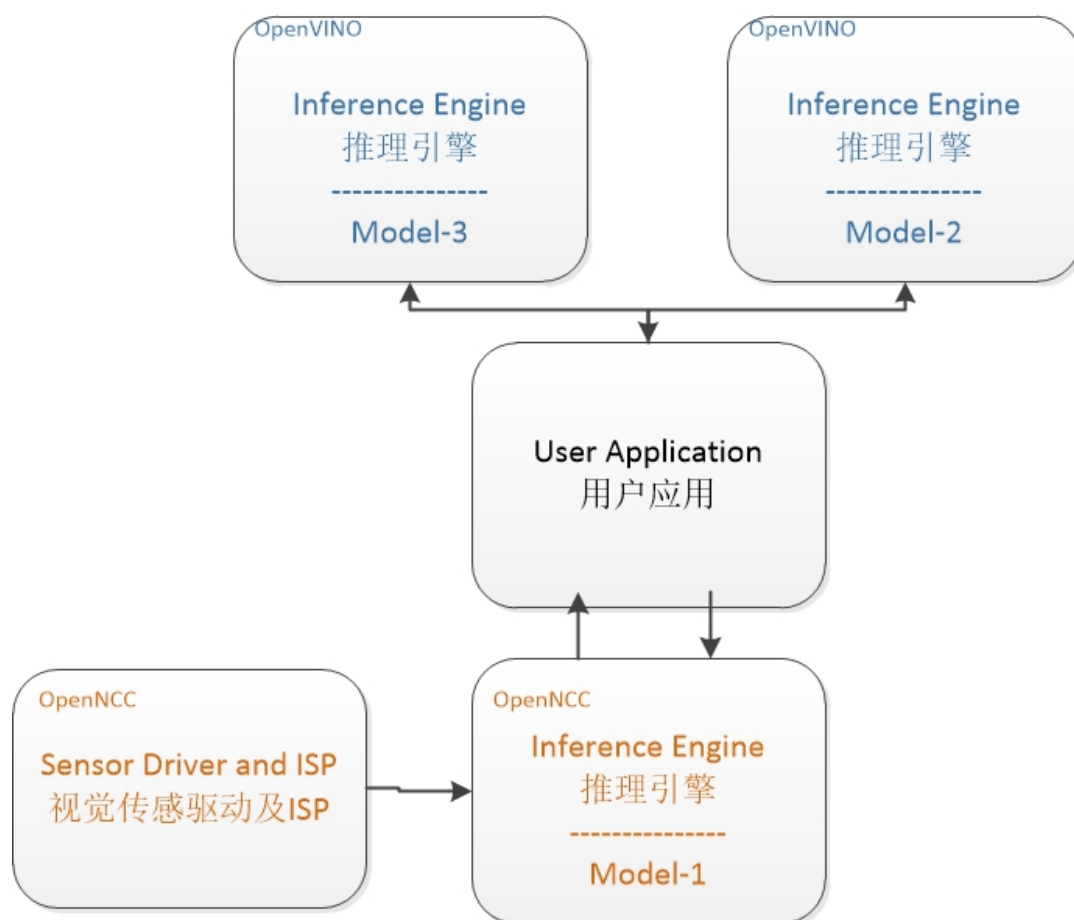 OpenVINO
Inference Engine
推理引擎
---------------
Model-3
OpenVINO
Inference Engine
推理引擎
---------------
Model-2
User Application
用户应用
OpenNCC
Sensor Driver and ISP
视觉传感驱动及ISP
OpenNCC
Inference Engine
推理引擎
---------------
Model-1